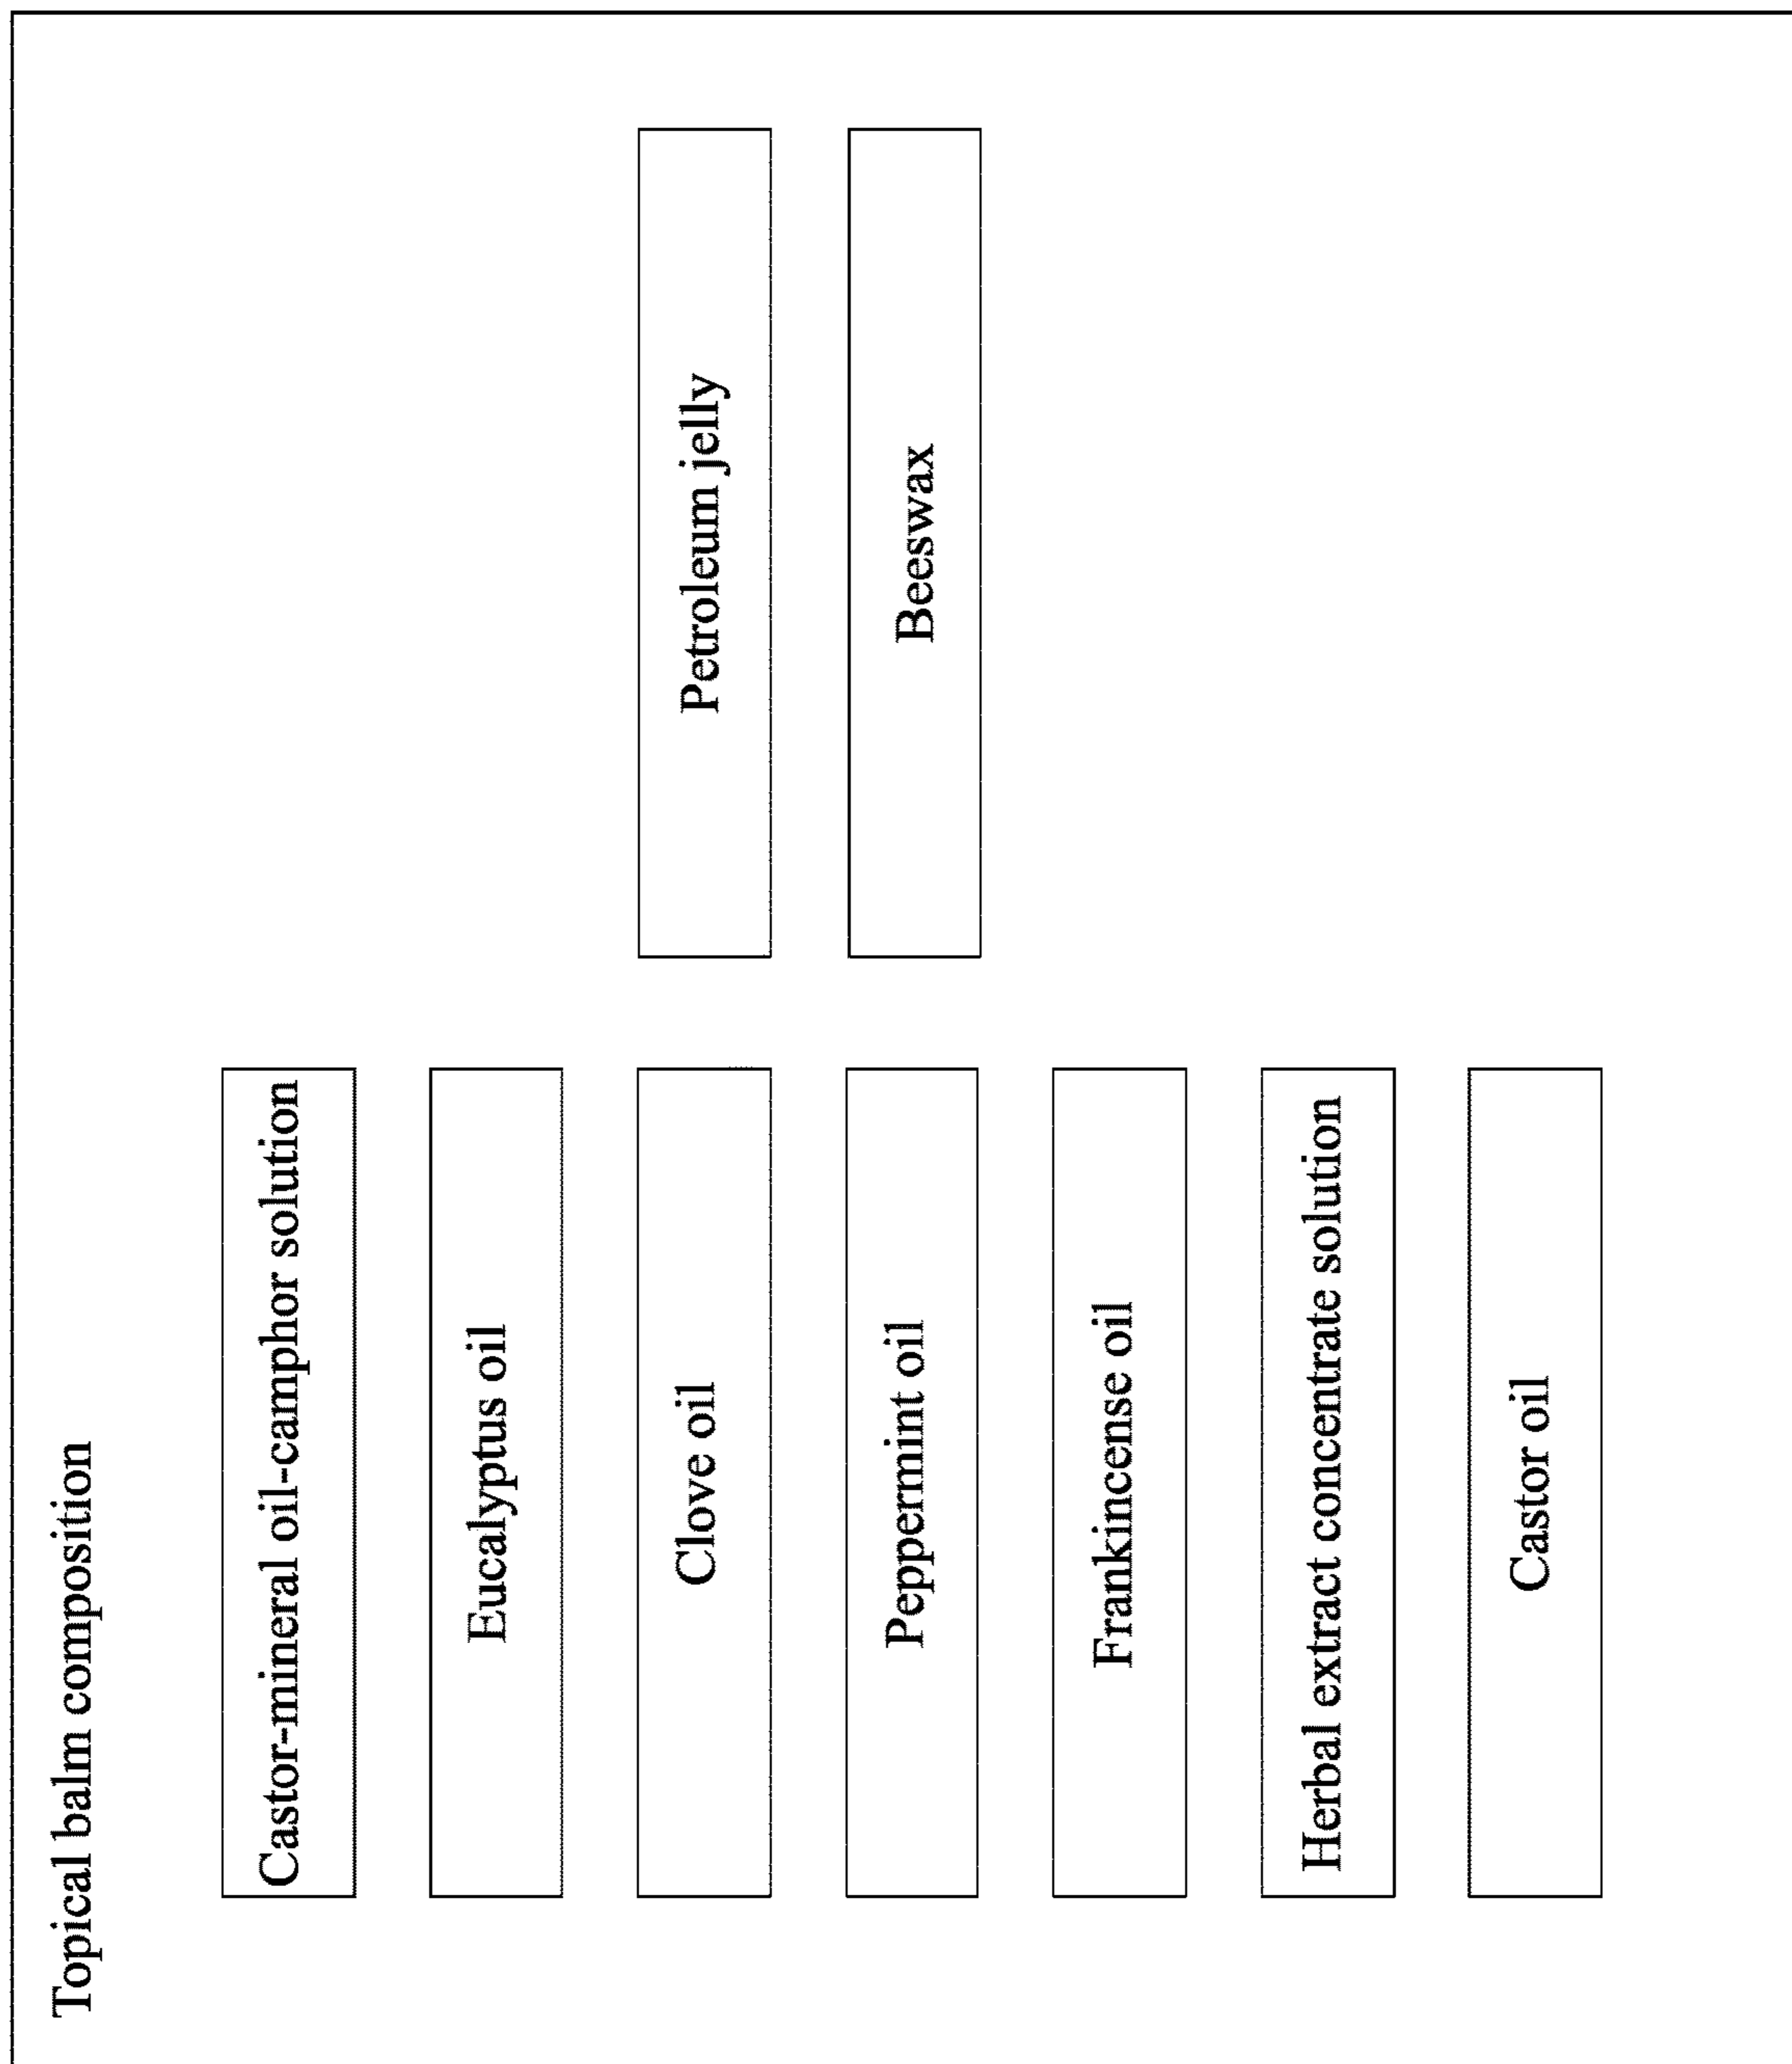 Topical balm composition
Castor-mineral oil-camphor solution
Eucalyptus oil
Clove oil
Peppermint oil
Frankincense oil
Herbal extract concentrate solution
Castor oil
Petroleum jelly
Beeswax